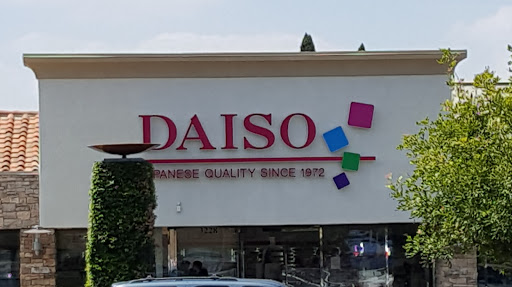 DAISO
PANESE QUALITY SINCE 1972